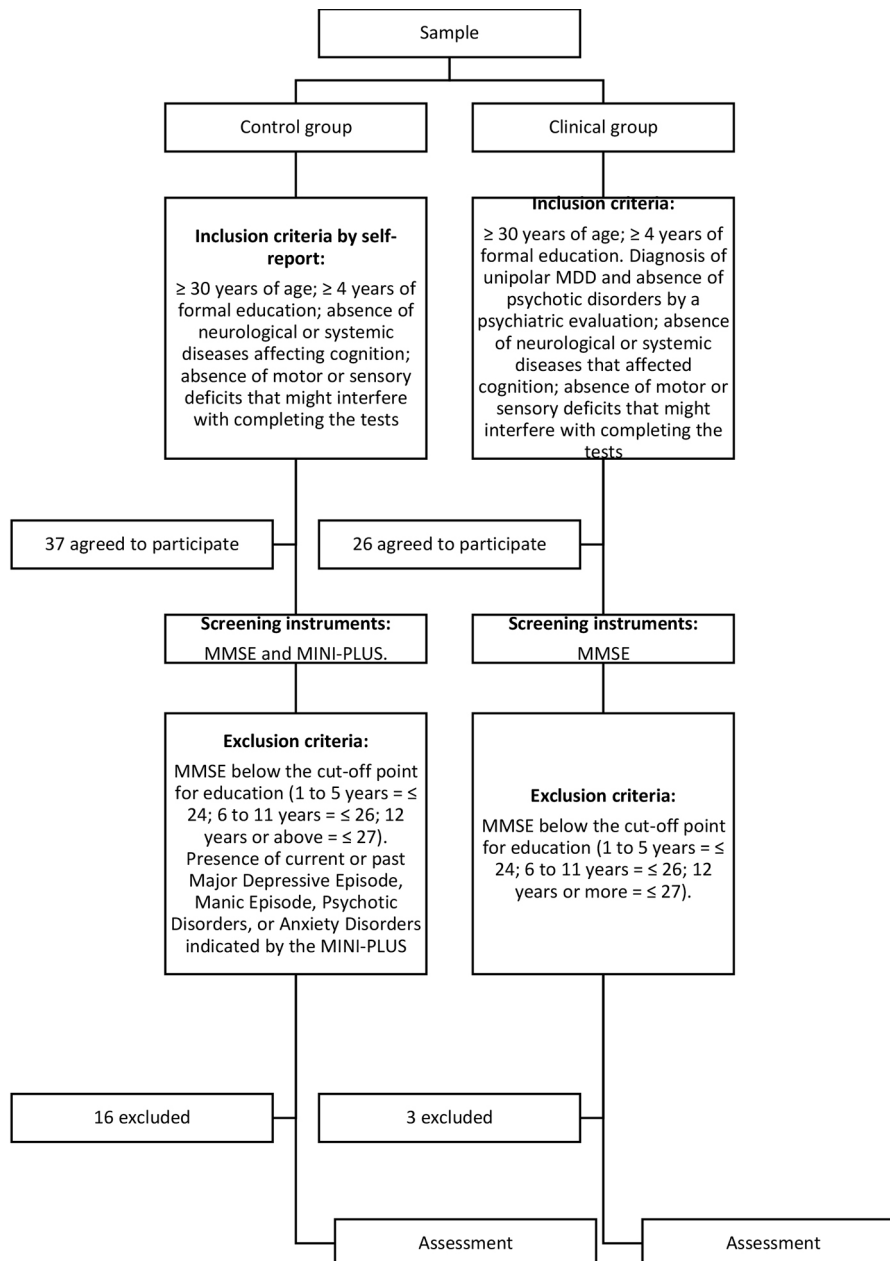 Sample
Control group
Clinical group
Inclusion criteria by self-
report:
≥ 30 years of age; ≥ 4 years of
formal education; absence of
neurological or systemic
diseases affecting cognition;
absence of motor or sensory
deficits that might interfere
with completing the tests
Inclusion criteria:
≥ 30 years of age; ≥ 4 years of
formal education. Diagnosis of
unipolar MDD and absence of
psychotic disorders by a
psychiatric evaluation; absence
of neurological or systemic
diseases that affected
cognition; absence of motor or
sensory deficits that might
interfere with completing the
tests
37 agreed to participate
26 agreed to participate
Screening instruments:
MMSE and MINI-PLUS.
Screening instruments:
MMSE
Exclusion criteria:
MMSE below the cut-off point
for education (1 to 5 years = ≤
24; 6 to 11 years = ≤ 26; 12
years or above = ≤ 27).
Presence of current or past
Major Depressive Episode,
Manic Episode, Psychotic
Disorders, or Anxiety Disorders
indicated by the MINI-PLUS
Exclusion criteria:
MMSE below the cut-off point
for education (1 to 5 years = ≤
24; 6 to 11 years = ≤ 26; 12
years or more = ≤ 27).
16 excluded
3 excluded
Assessment
Assessment